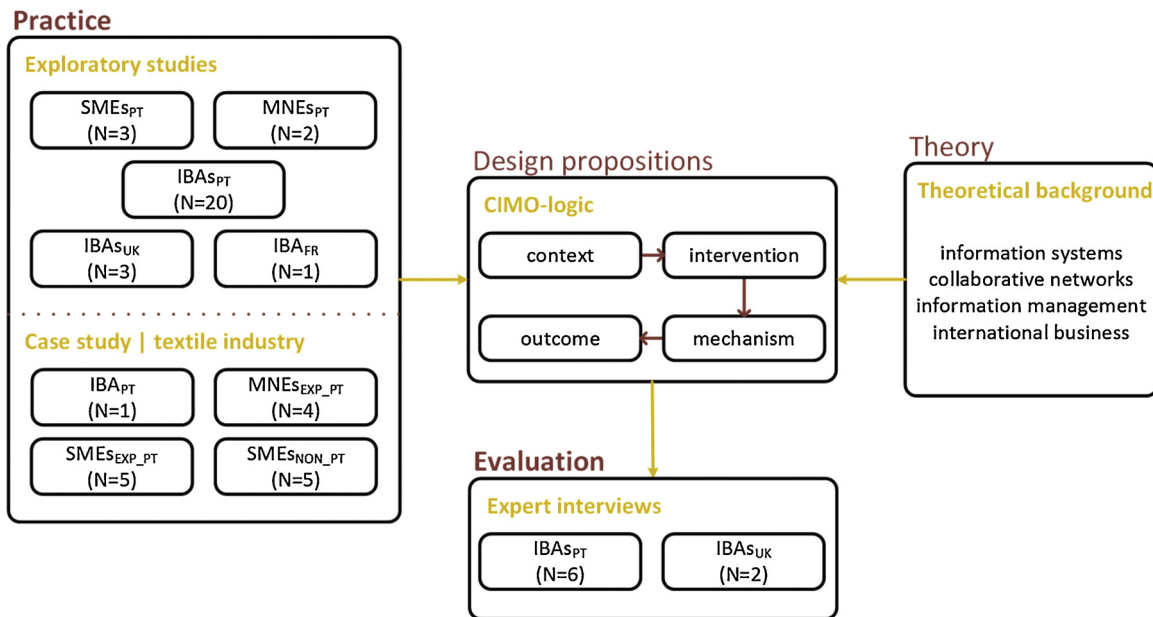 Practice
Exploratory studies
SMEsPT
(N=3)
MNEsPT
(N=2)
IBAsPT
(N=20)
IBAsUK
(N=3)
IBAFR
(N=1)
Case study | textile industry
IBAPT
(N=1)
MNEsEXP_PT
(N=4)
SMEsEXP_PT
(N=5)
SMEsNON_PT
(N=5)
Design propositions
CIMO-logic
context
intervention
outcome
mechanism
Evaluation
Expert interviews
IBAsPT
(N=6)
IBAsUK
(N=2)
Theory
Theoretical background
information systems
collaborative networks
information management
international business